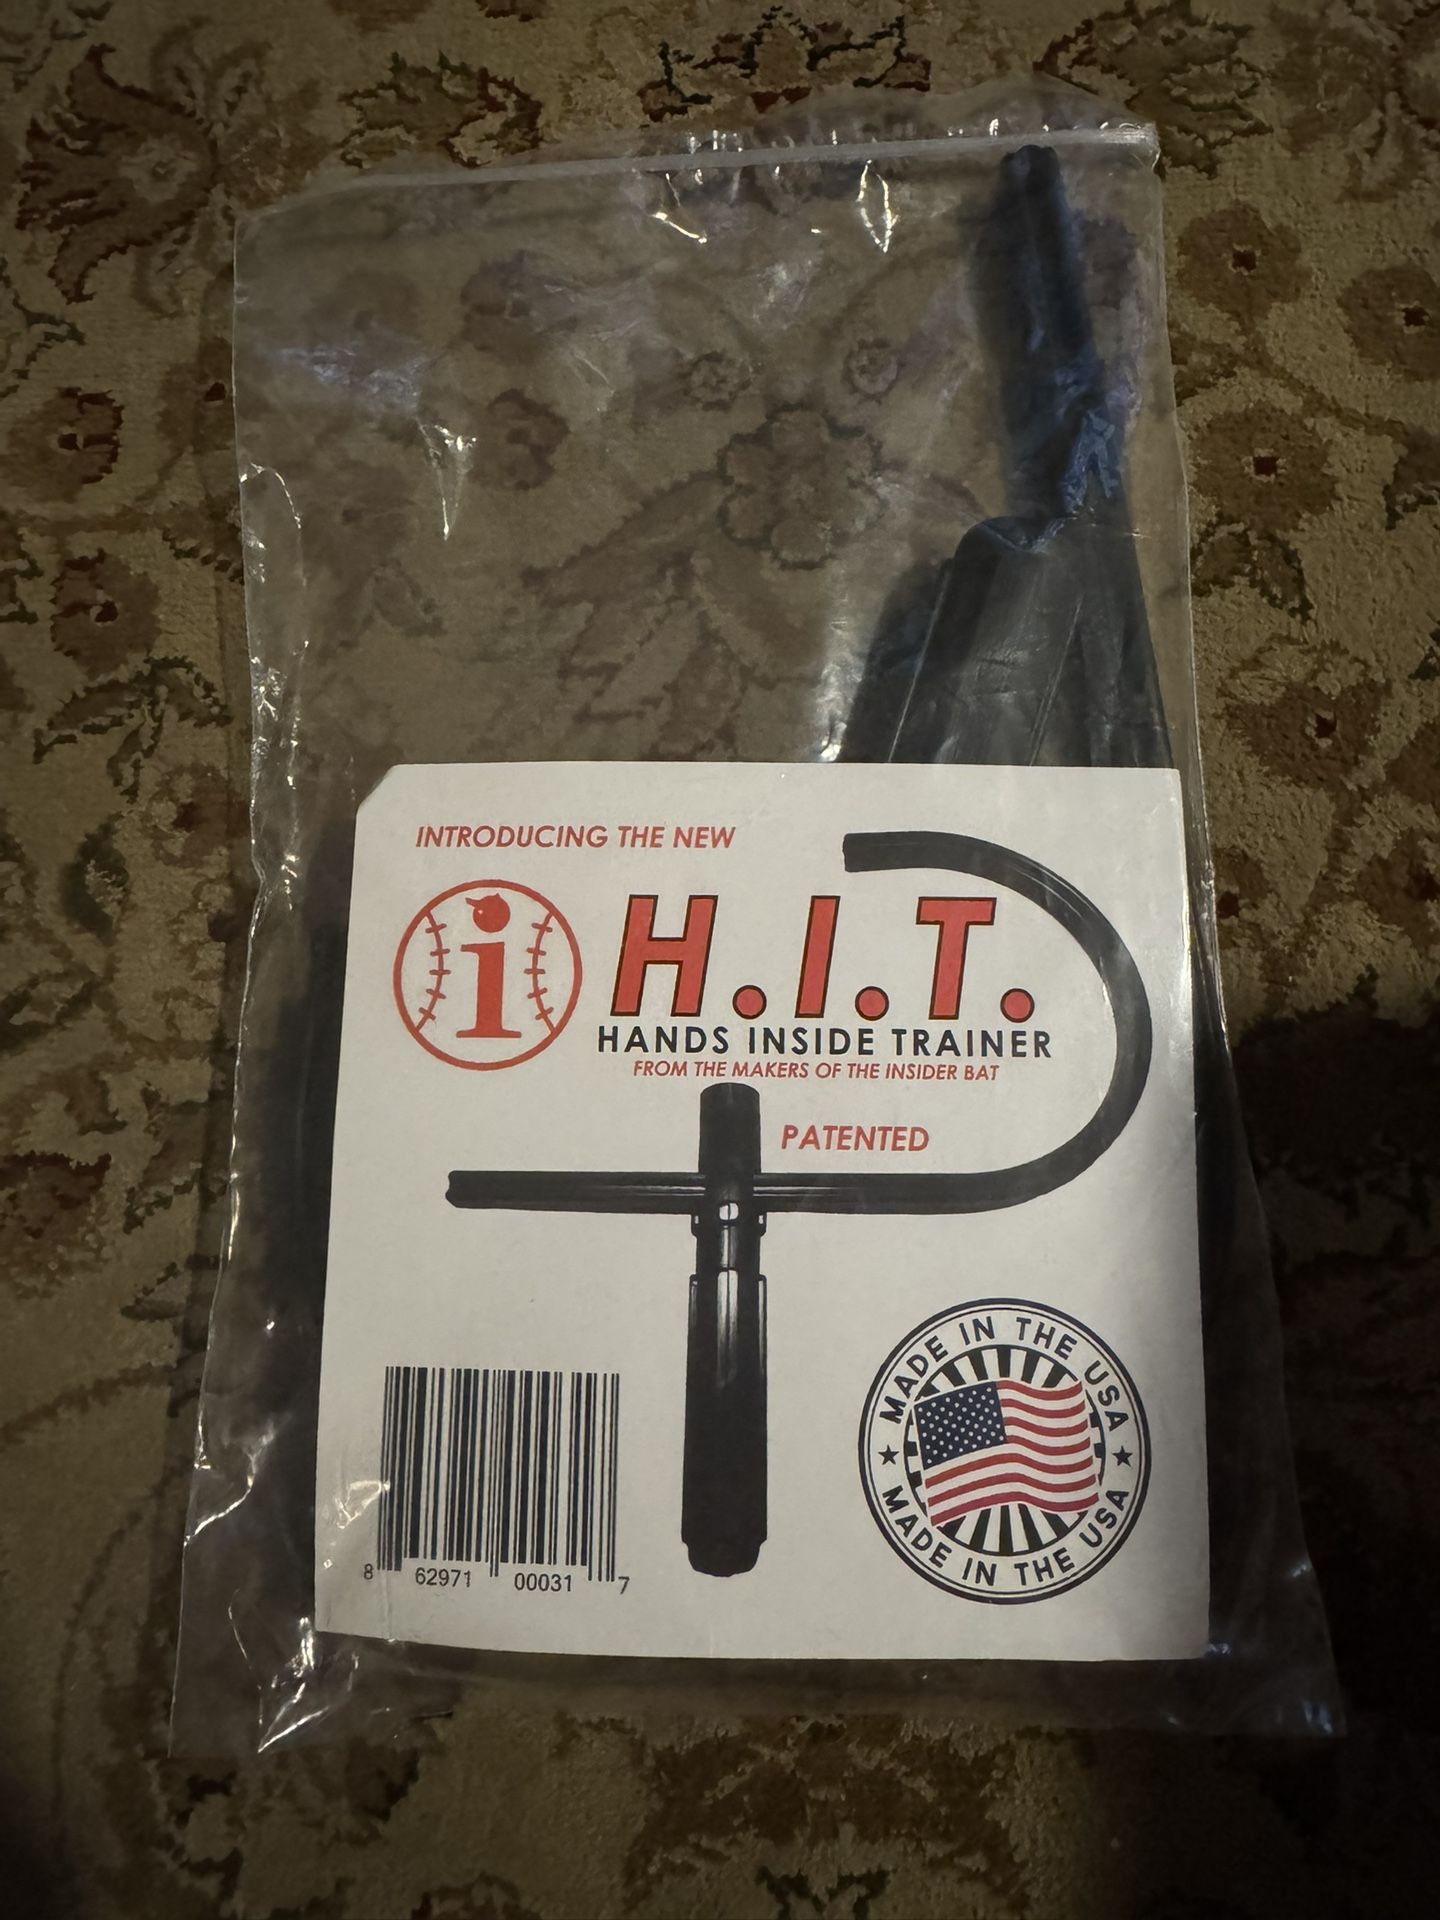 INTRODUCING THE NEW
i H.I.T.
HANDS INSIDE TRAINER
FROM THE MAKERS OF THE INSIDER BAT
PATENTED
MADE IN THE USA
MADE IN THE USA
8 62971 00031 7